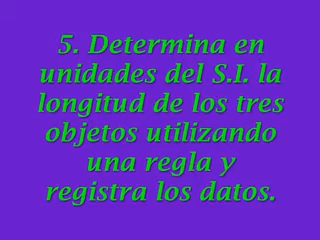 5. Determina en
unidades del S.I. la
longitud de los tres
objetos utilizando
una regla y
registra los datos.